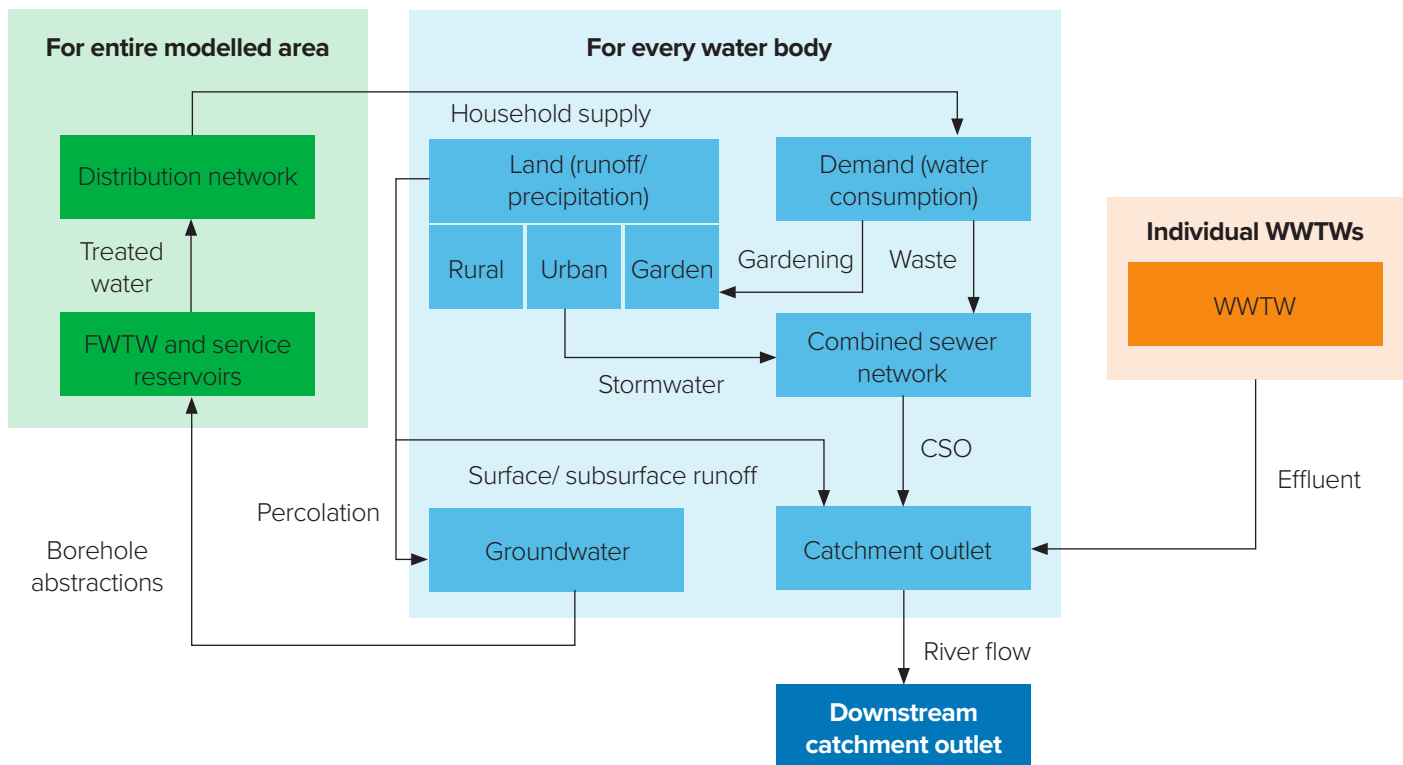 For entire modelled area
For every water body
Household supply
Distribution network
Land (runoff/
precipitation)
Demand (water
consumption)
Individual WWTWs
Treated
water
Rural
Urban
Garden
Gardening
Waste
WWTW
FWTW and service
reservoirs
Stormwater
Combined sewer
network
CSO
Surface/ subsurface runoff
Effluent
Percolation
Borehole
abstractions
Groundwater
Catchment outlet
River flow
Downstream
catchment outlet